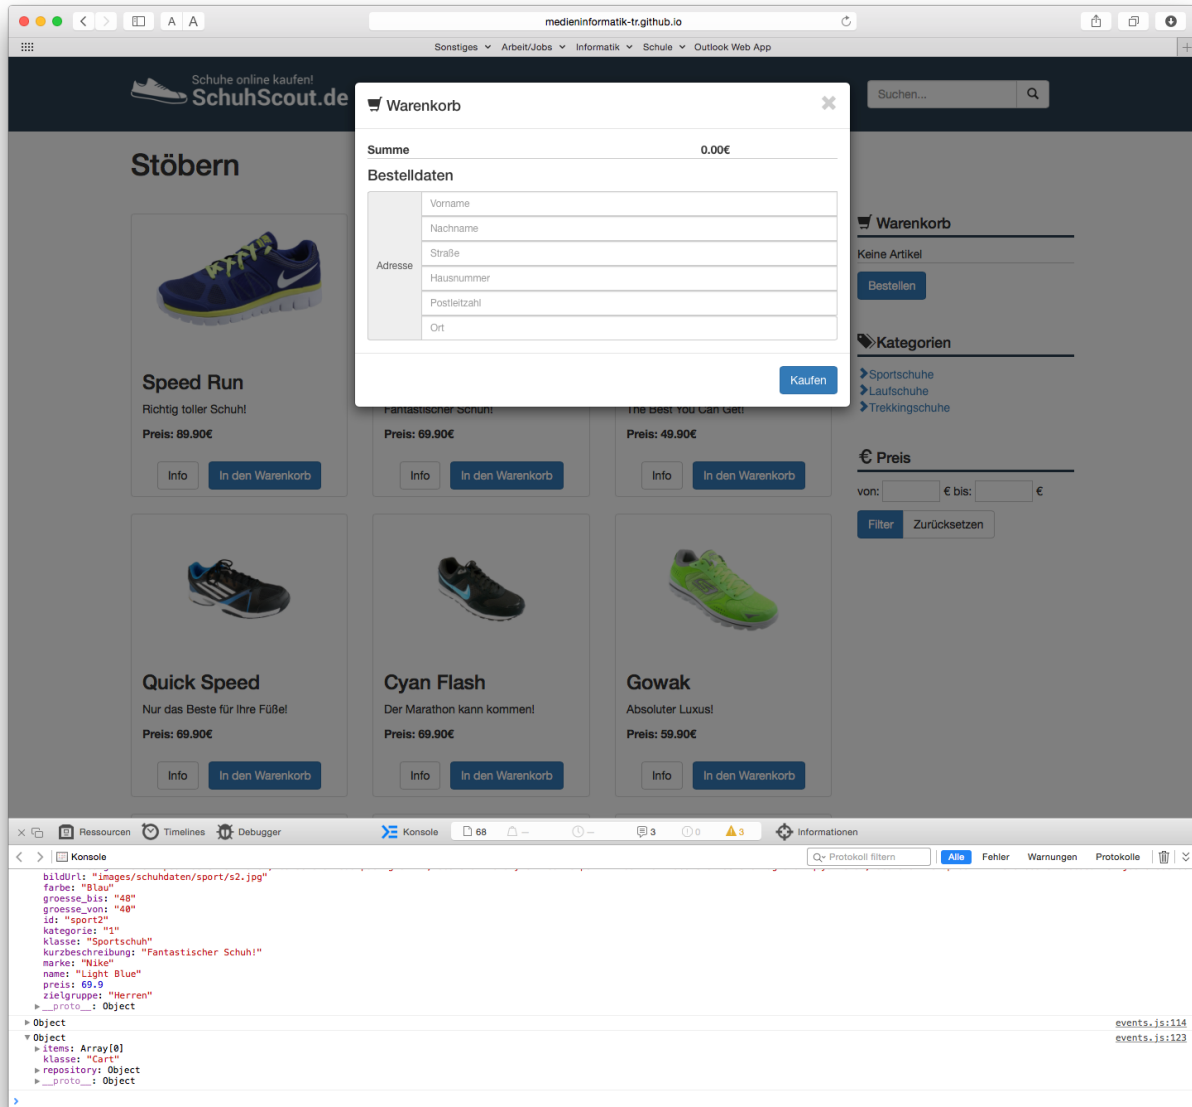 A A
medieninformatik-tr.github.io
Sonstiges Arbeit/Jobs Informatik Schule Outlook Web App
Schuhe online kaufen!
SchuhScout.de
Suchen...
Warenkorb
Summe 0.00€
Bestelldaten
Adresse
Vorname
Nachname
Straße
Hausnummer
Postleitzahl
Ort
Kaufen
Stöbern
Speed Run
Richtig toller Schuh!
Preis: 89.90€
Info In den Warenkorb
Fantastischer Schuh!
Preis: 69.90€
Info In den Warenkorb
The Best You Can Get!
Preis: 49.90€
Info In den Warenkorb
Quick Speed
Nur das Beste für Ihre Füße!
Preis: 69.90€
Info In den Warenkorb
Cyan Flash
Der Marathon kann kommen!
Preis: 69.90€
Info In den Warenkorb
Gowak
Absoluter Luxus!
Preis: 59.90€
Info In den Warenkorb
Warenkorb
Keine Artikel
Bestellen
Kategorien
Sportschuhe
Laufschuhe
Trekkingschuhe
€ Preis
von: € bis: €
Filter Zurücksetzen
Ressourcen Timelines Debugger Konsole 68 – – 3 0 3 Informationen
Konsole Protokoll filtern Alle Fehler Warnungen Protokolle
bildUrl: "images/schuhdaten/sport/s2.jpg"
farbe: "Blau"
groesse_bis: "48"
groesse_von: "40"
id: "sport2"
kategorie: "1"
klasse: "Sportschuh"
kurzbeschreibung: "Fantastischer Schuh!"
marke: "Nike"
name: "Light Blue"
preis: 69.9
zielgruppe: "Herren"
__proto__: Object
Object events.js:114
Object events.js:123
items: Array[0]
klasse: "Cart"
repository: Object
__proto__: Object